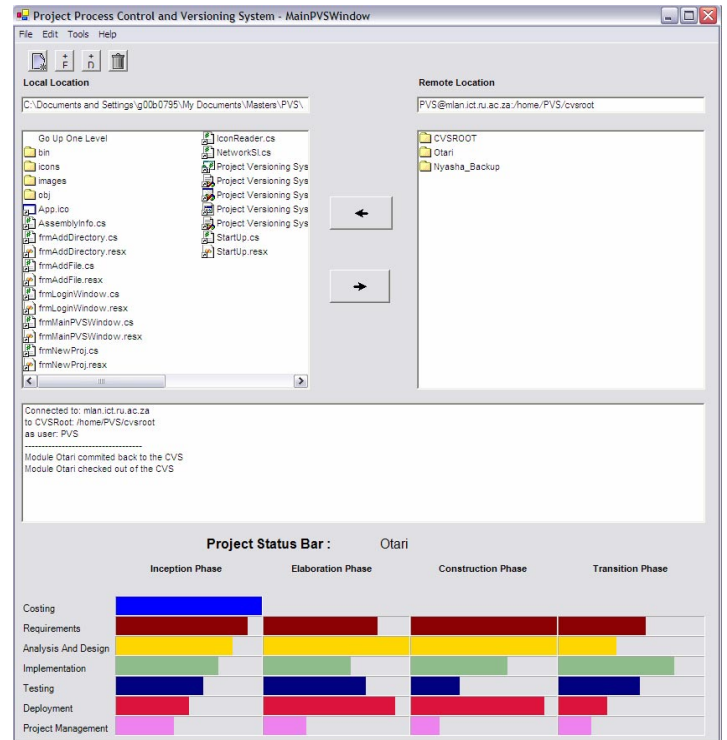 Project Process Control and Versioning System - MainPVSWindow
File Edit Tools Help
+ F + D
Local Location
Remote Location
C:\Documents and Settings\g00b0795\My Documents\Masters\PVS\
PVS@mlan.ict.ru.ac.za:/home/PVS/cvsroot
Go Up One Level
bin
icons
images
obj
App.ico
AssemblyInfo.cs
frmAddDirectory.cs
frmAddDirectory.resx
frmAddFile.cs
frmAddFile.resx
frmLoginWindow.cs
frmLoginWindow.resx
frmMainPVSWindow.cs
frmMainPVSWindow.resx
frmNewProj.cs
frmNewProj.resx
IconReader.cs
NetworkSl.cs
Project Versioning Sys
Project Versioning Sys
Project Versioning Sys
Project Versioning Sys
Project Versioning Sys
StartUp.cs
StartUp.resx
CVSROOT
Otari
Nyasha_Backup
Connected to: mlan.ict.ru.ac.za
to CVSRoot: /home/PVS/cvsroot
as user: PVS
-----------------------------------
Module Otari commited back to the CVS
Module Otari checked out of the CVS
Project Status Bar : Otari
Inception Phase Elaboration Phase Construction Phase Transition Phase
Costing
Requirements
Analysis And Design
Implementation
Testing
Deployment
Project Management